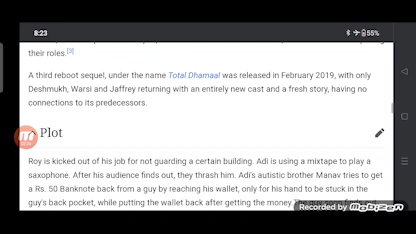 8:23
55%
their roles.[3]
A third reboot sequel, under the name Total Dhamaal was released in February 2019, with only
Deshmukh, Warsi and Jaffrey returning with an entirely new cast and a fresh story, having no
connections to its predecessors.
Plot
Roy is kicked out of his job for not guarding a certain building. Adi is using a mixtape to play a
saxophone. After his audience finds out, they thrash him. Adi's autistic brother Manav tries to get
a Rs. 50 Banknote back from a guy by reaching his wallet, only for his hand to be stuck in the
guy's back pocket, while putting the wallet back after getting the money. The guy
Recorded by Mobizen